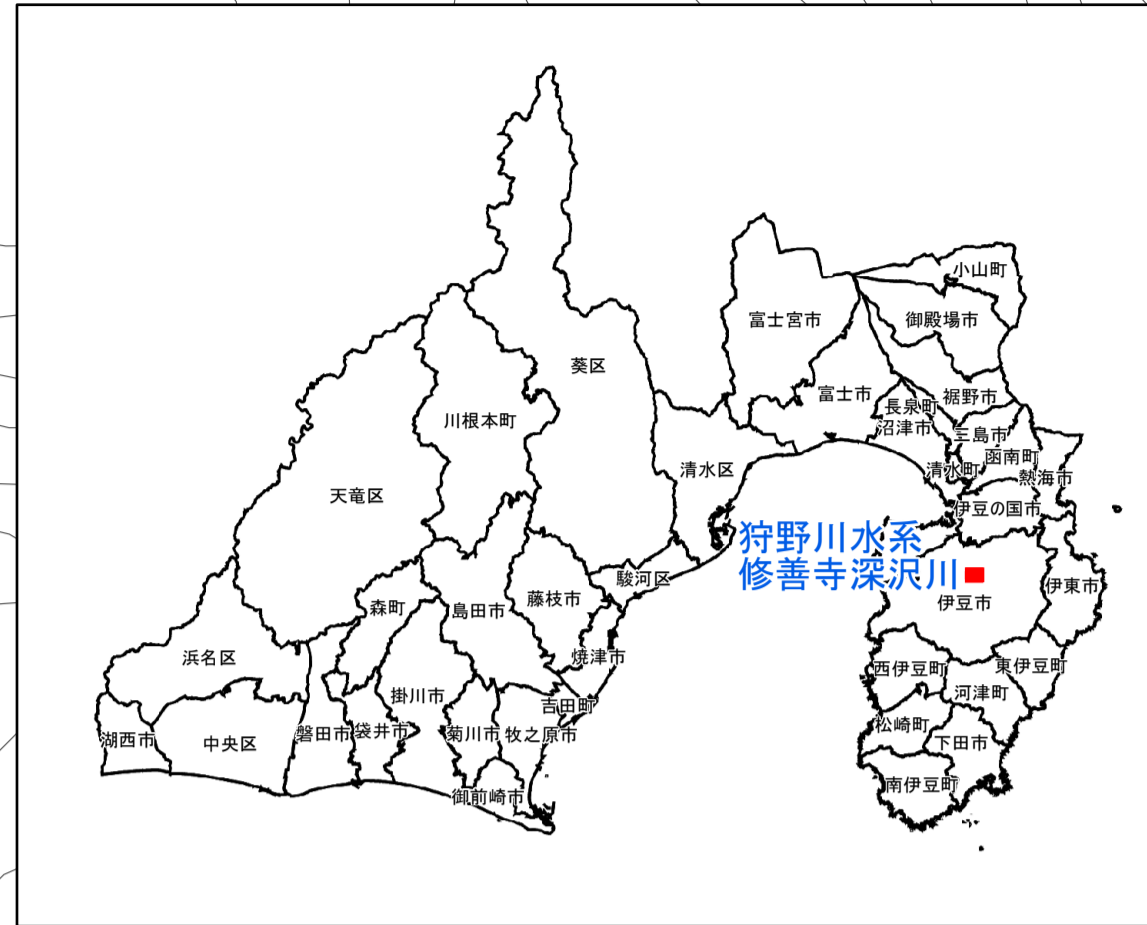 小山町
富士宮市
御殿場市
葵区
裾野市
富士市
長泉町
川根本町
沼津市
三島市
函南町
清水区
清水町
熱海市
天竜区
伊豆の国市
狩野川水系
修善寺深沢川
駿河区
伊東市
藤枝市
伊豆市
森町
島田市
浜名区
焼津市
西伊豆町
東伊豆町
掛川市
河津町
吉田町
松崎町
湖西市
中央区
磐田市
袋井市
菊川市
牧之原市
下田市
南伊豆町
御前崎市